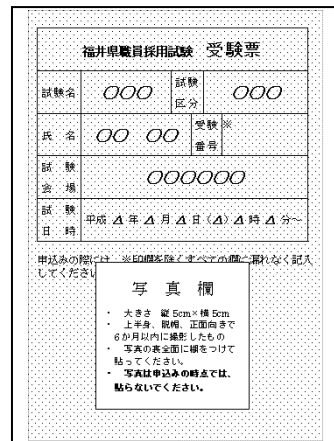 福井県職員採用試験 受験票
試験名 ○○○ 試験区分 ○○○
氏名 ○○ ○○ 受験番号 ※
試験会場 ○○○○○○
試験日時 平成 △ 年 △ 月 △ 日(△)△ 時 △ 分~
申込みの際には、※印欄を除くすべての欄に漏れなく記入
してください
写 真 欄
・ 大きさ 縦5cm×横5cm
・ 上半身、脱帽、正面向きで
6か月以内に撮影したもの
・ 写真の裏全面に糊をつけて
貼ってください。
・ 写真は申込みの時点では、
貼らないでください。